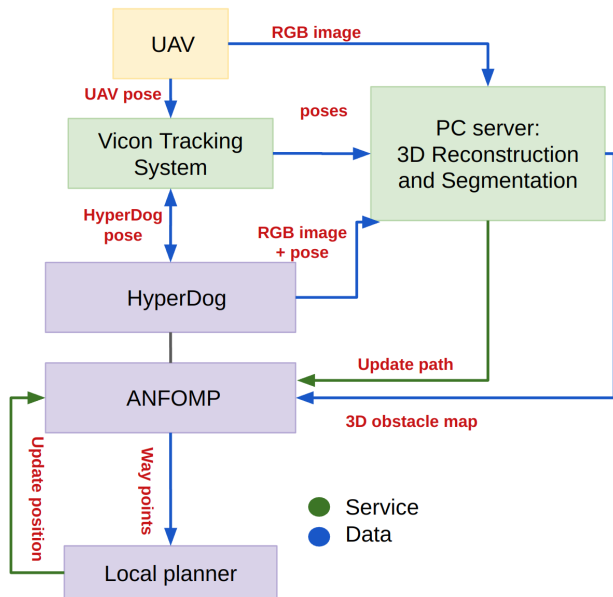 RGB image
UAV
UAV pose
poses
Vicon Tracking
System
PC server:
3D Reconstruction
and Segmentation
HyperDog
pose
RGB image
+ pose
HyperDog
Update path
ANFOMP
3D obstacle map
Update position
Way points
Service
Data
Local planner